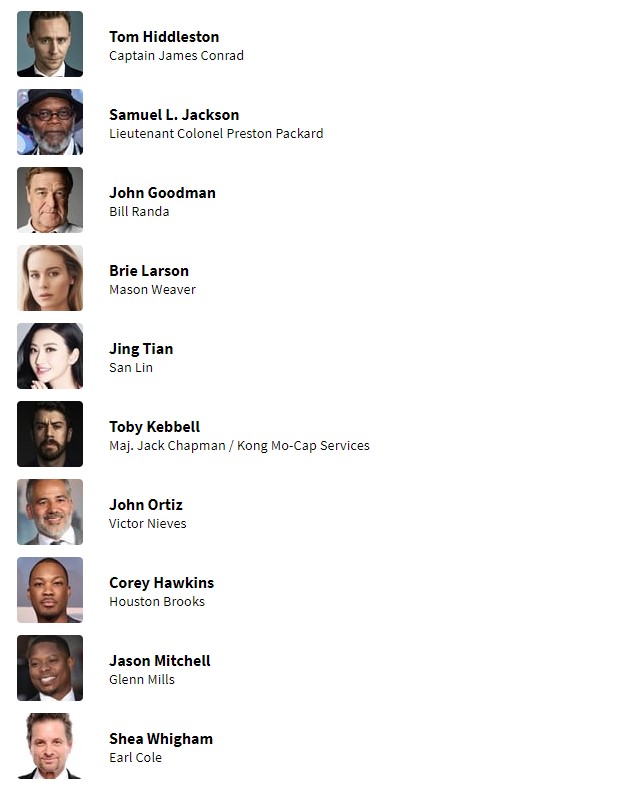 Tom Hiddleston
Captain James Conrad
Samuel L. Jackson
Lieutenant Colonel Preston Packard
John Goodman
Bill Randa
Brie Larson
Mason Weaver
Jing Tian
San Lin
Toby Kebbell
Maj. Jack Chapman / Kong Mo-Cap Services
John Ortiz
Victor Nieves
Corey Hawkins
Houston Brooks
Jason Mitchell
Glenn Mills
Shea Whigham
Earl Cole